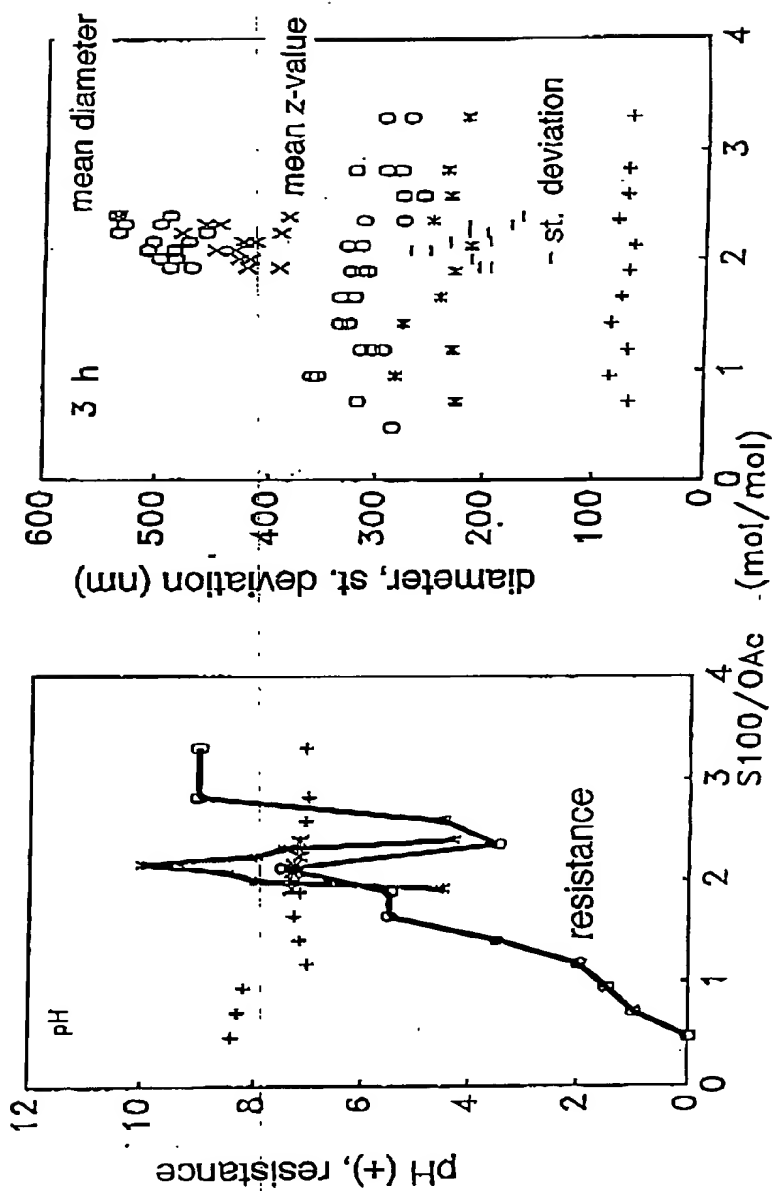 pH (+), resistance
12
10
8
6
4
2
0
pH
resistance
0 1 2 3 4
S100/OAc (mol/mol)
diameter, st. deviation (nm)
600
500
400
300
200
100
0
3 h
mean diameter
mean z-value
st. deviation
0 1 2 3 4